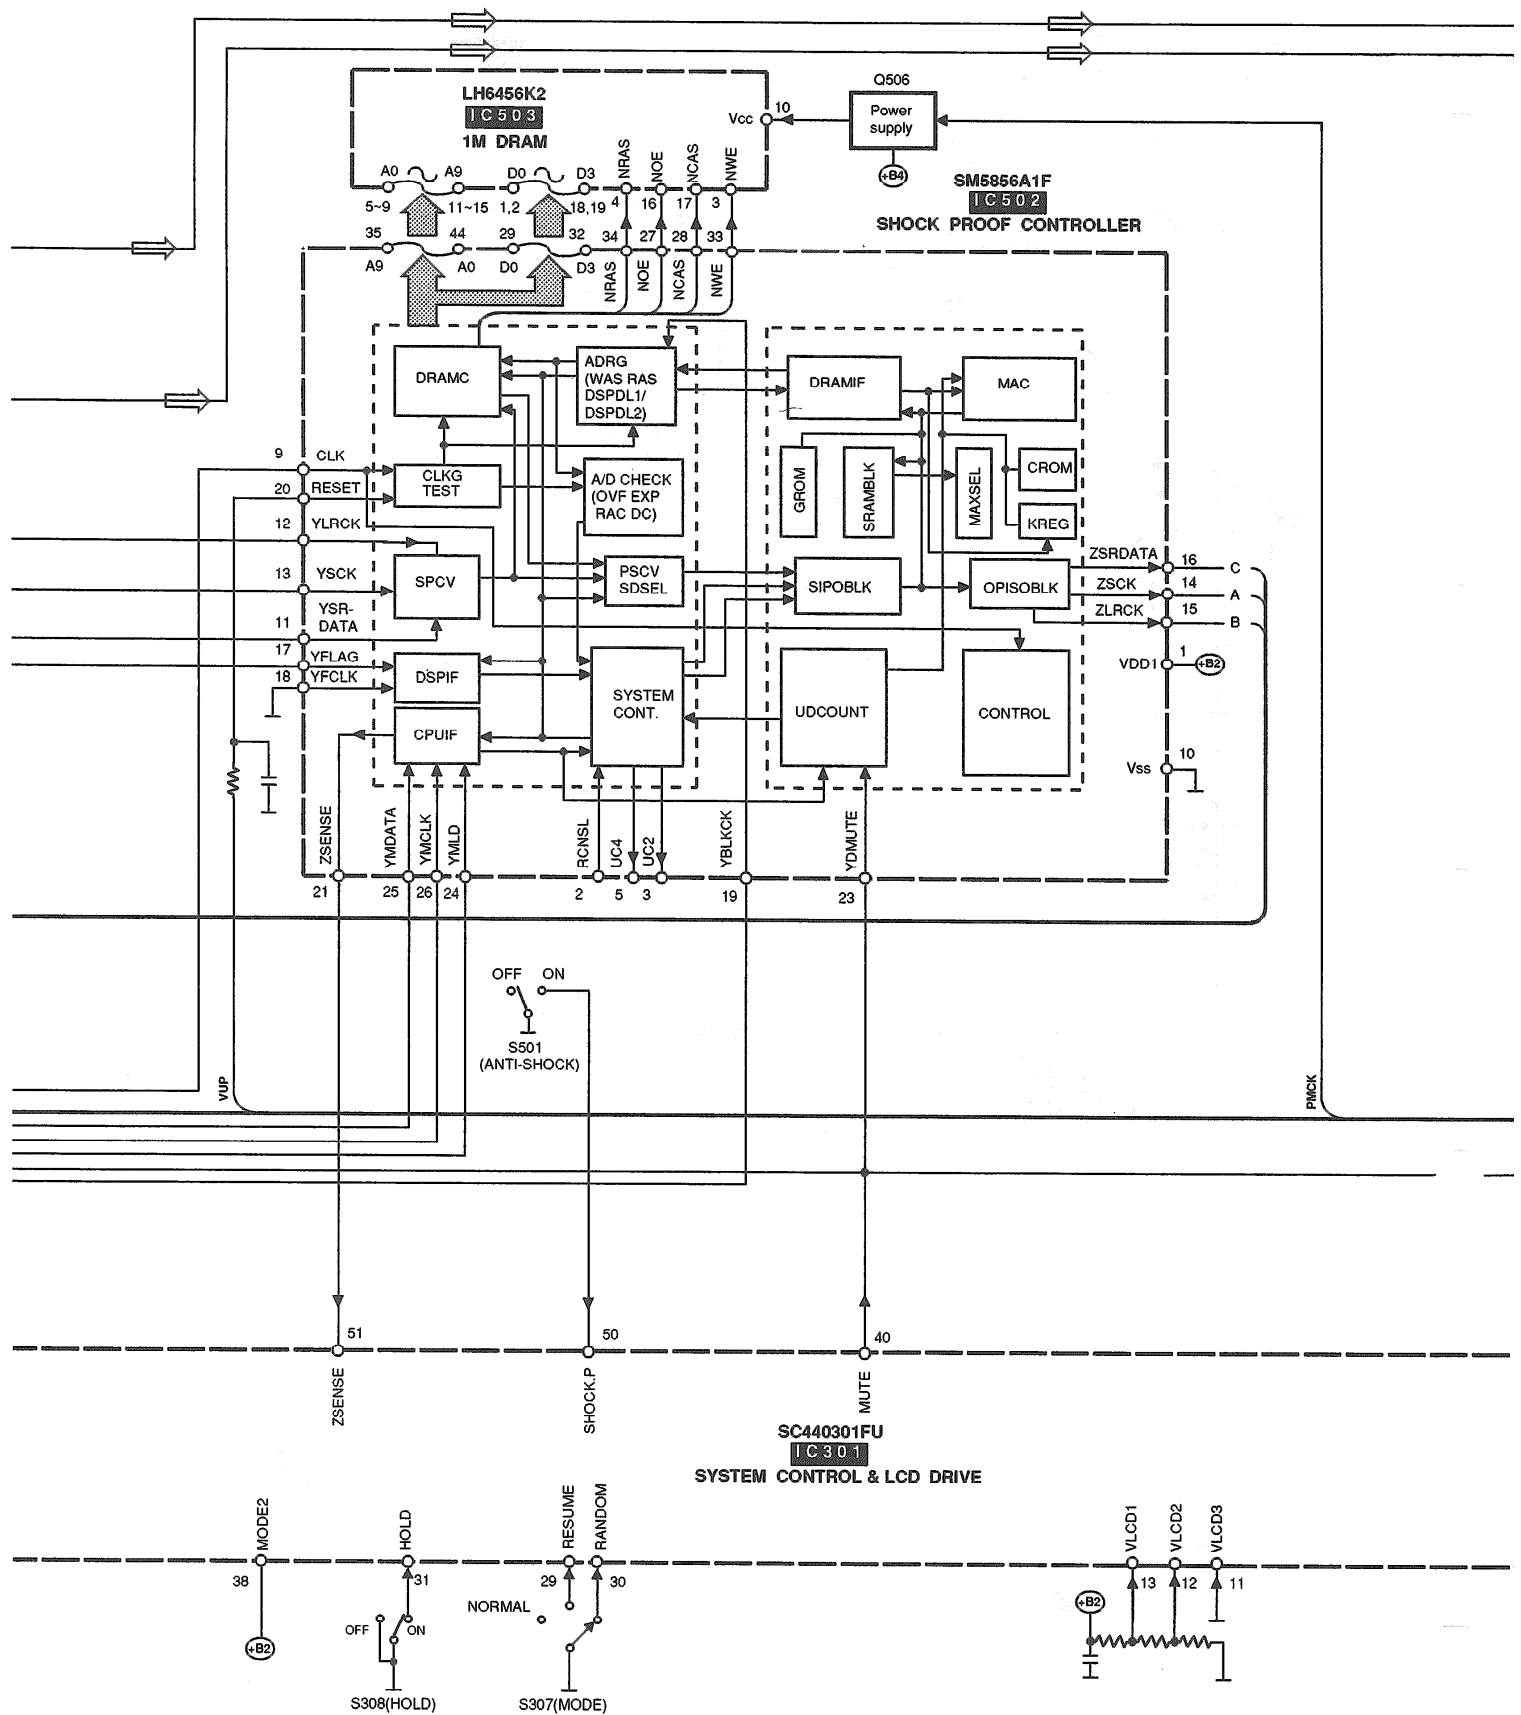 LH6456K2
IC503
1M DRAM
Vcc
10
Q506
Power
supply
+B4
SM5856A1F
IC502
SHOCK PROOF CONTROLLER
A0
A9
D0
D3
NRAS
NOE
NCAS
NWE
5~9
11~15
1,2
18,19
4
16
17
3
35
44
29
32
34
27
28
33
A9
A0
D0
D3
NRAS
NOE
NCAS
NWE
DRAMC
ADRG
(WAS RAS
DSPDL1/
DSPDL2)
DRAMIF
MAC
9
CLK
CLKG
TEST
A/D CHECK
(OVF EXP
RAC DC)
GROM
SRAMBLK
MAXSEL
CROM
KREG
20
RESET
12
YLRCK
13
YSCK
SPCV
PSCV
SDSEL
SIPOBLK
OPISOBLK
ZSRDATA
16
C
ZSCK
14
A
ZLRCK
15
B
YSR-
DATA
11
17
YFLAG
18
YFCLK
DSPIF
SYSTEM
CONT.
UDCOUNT
CONTROL
VDD1
1
+B2
CPUIF
Vss
10
ZSENSE
YMDATA
YMCLK
YMLD
RCNSL
UC4
UC2
YBLKCK
YDMUTE
21
25
26
24
2
5
3
19
23
OFF
ON
S501
(ANTI-SHOCK)
VUP
PMCK
51
50
40
ZSENSE
SHOCK.P
MUTE
SC440301FU
IC301
SYSTEM CONTROL & LCD DRIVE
MODE2
HOLD
RESUME
RANDOM
VLCD1
VLCD2
VLCD3
38
31
29
30
13
12
11
+B2
OFF
ON
NORMAL
+B2
S308(HOLD)
S307(MODE)